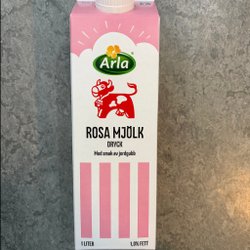 Arla
ROSA MJÖLK
DRYCK
Med smak av jordgubb
1 LITER
1,0% FETT